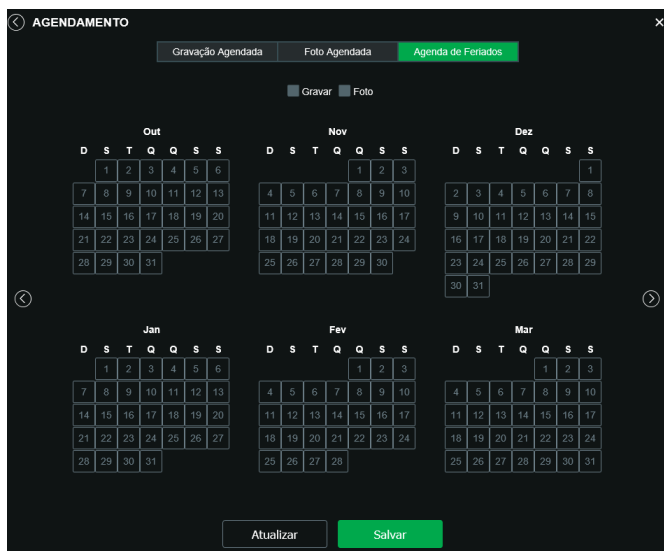 AGENDAMENTO
Gravação Agendada Foto Agendada Agenda de Feriados
Gravar Foto
Out Nov Dez
D S T Q Q S S D S T Q Q S S D S T Q Q S S
1 2 3 4 5 6 1 2 3 1
7 8 9 10 11 12 13 4 5 6 7 8 9 10 2 3 4 5 6 7 8
14 15 16 17 18 19 20 11 12 13 14 15 16 17 9 10 11 12 13 14 15
21 22 23 24 25 26 27 18 19 20 21 22 23 24 16 17 18 19 20 21 22
28 29 30 31 25 26 27 28 29 30 23 24 25 26 27 28 29
30 31
Jan Fev Mar
D S T Q Q S S D S T Q Q S S D S T Q Q S S
1 2 3 4 5 6 1 2 3 1 2 3
7 8 9 10 11 12 13 4 5 6 7 8 9 10 4 5 6 7 8 9 10
14 15 16 17 18 19 20 11 12 13 14 15 16 17 11 12 13 14 15 16 17
21 22 23 24 25 26 27 18 19 20 21 22 23 24 18 19 20 21 22 23 24
28 29 30 31 25 26 27 28 25 26 27 28 29 30 31
Atualizar Salvar